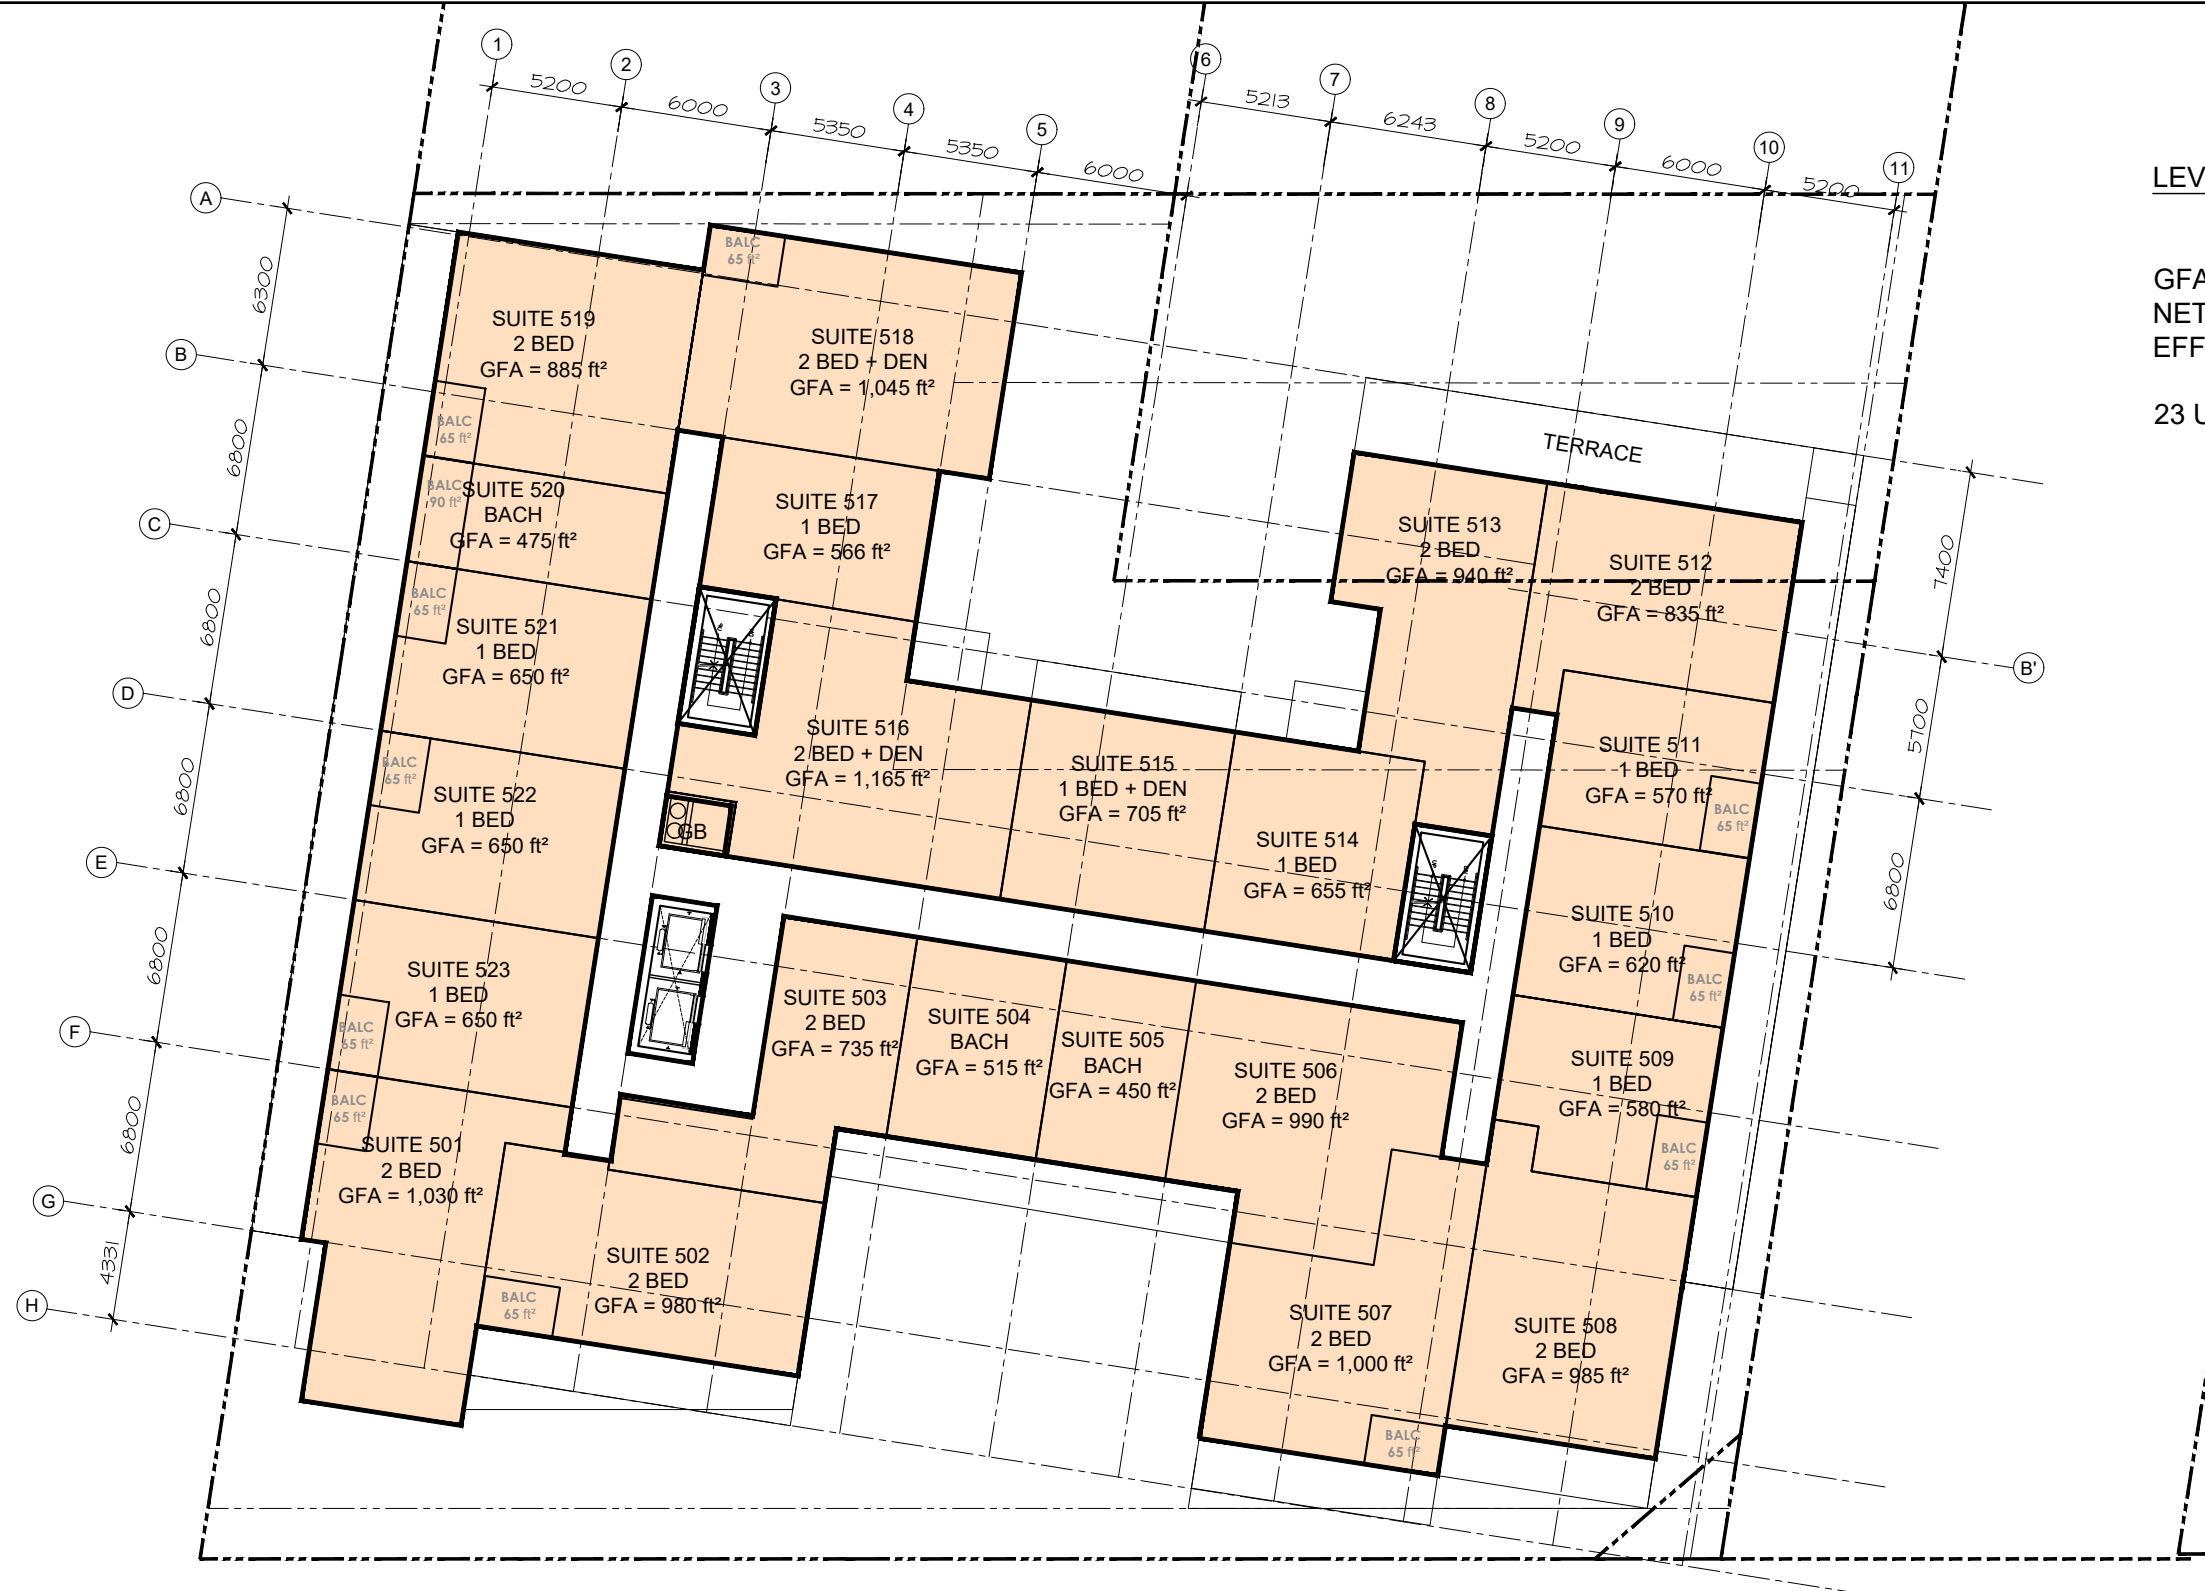 1
2
3
4
5
6
7
8
9
10
11
5200
6000
5350
5350
6000
5213
6243
5200
6000
5200
A
B
C
D
E
F
G
H
B'
6300
6800
6800
6800
6800
6800
4331
7400
5700
6800
LEV
GFA
NET
EFF
23 U
TERRACE
BALC
65 ft²
SUITE 519
2 BED
GFA = 885 ft²
SUITE 518
2 BED + DEN
GFA = 1,045 ft²
BALC
65 ft²
BALC
90 ft²
SUITE 520
BACH
GFA = 475 ft²
SUITE 517
1 BED
GFA = 566 ft²
SUITE 513
2 BED
GFA = 940 ft²
SUITE 512
2 BED
GFA = 835 ft²
BALC
65 ft²
SUITE 521
1 BED
GFA = 650 ft²
SUITE 516
2 BED + DEN
GFA = 1,165 ft²
SUITE 515
1 BED + DEN
GFA = 705 ft²
SUITE 511
1 BED
GFA = 570 ft²
BALC
65 ft²
BALC
65 ft²
SUITE 522
1 BED
GFA = 650 ft²
GB
SUITE 514
1 BED
GFA = 655 ft²
SUITE 510
1 BED
GFA = 620 ft²
BALC
65 ft²
SUITE 523
1 BED
GFA = 650 ft²
BALC
65 ft²
SUITE 503
2 BED
GFA = 735 ft²
SUITE 504
BACH
GFA = 515 ft²
SUITE 505
BACH
GFA = 450 ft²
SUITE 506
2 BED
GFA = 990 ft²
SUITE 509
1 BED
GFA = 580 ft²
BALC
65 ft²
BALC
65 ft²
SUITE 501
2 BED
GFA = 1,030 ft²
SUITE 502
2 BED
GFA = 980 ft²
BALC
65 ft²
SUITE 507
2 BED
GFA = 1,000 ft²
SUITE 508
2 BED
GFA = 985 ft²
BALC
65 ft²